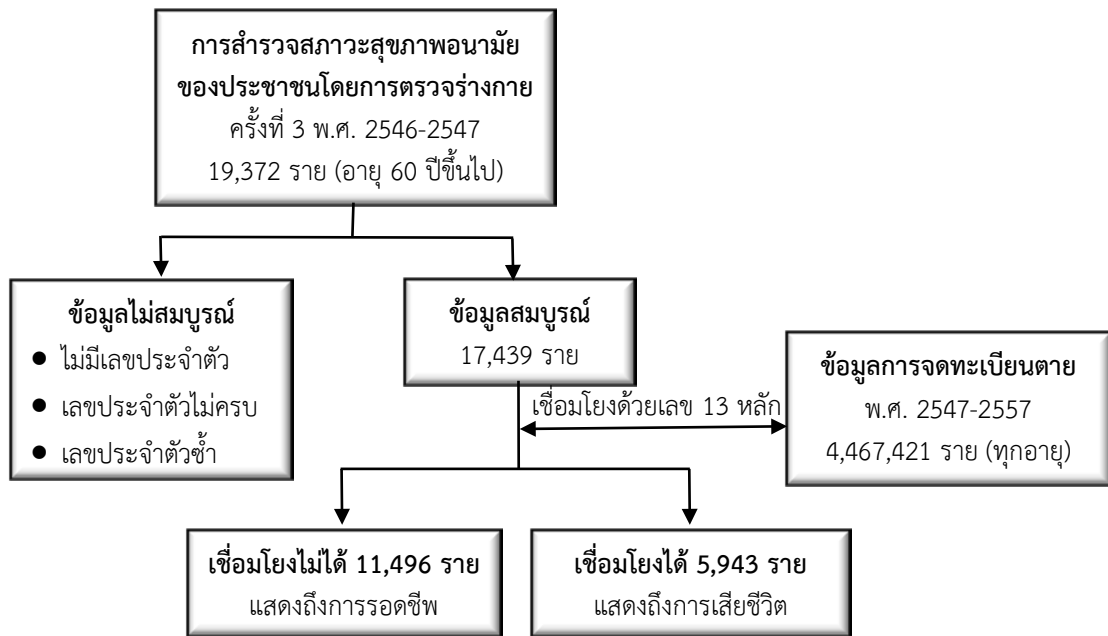 การสำรวจสภาวะสุขภาพอนามัย
ของประชาชนโดยการตรวจร่างกาย
ครั้งที่ 3 พ.ศ. 2546-2547
19,372 ราย (อายุ 60 ปีขึ้นไป)
ข้อมูลไม่สมบูรณ์
● ไม่มีเลขประจำตัว
● เลขประจำตัวไม่ครบ
● เลขประจำตัวซ้ำ
ข้อมูลสมบูรณ์
17,439 ราย
เชื่อมโยงด้วยเลข 13 หลัก
ข้อมูลการจดทะเบียนตาย
พ.ศ. 2547-2557
4,467,421 ราย (ทุกอายุ)
เชื่อมโยงไม่ได้ 11,496 ราย
แสดงถึงการรอดชีพ
เชื่อมโยงได้ 5,943 ราย
แสดงถึงการเสียชีวิต